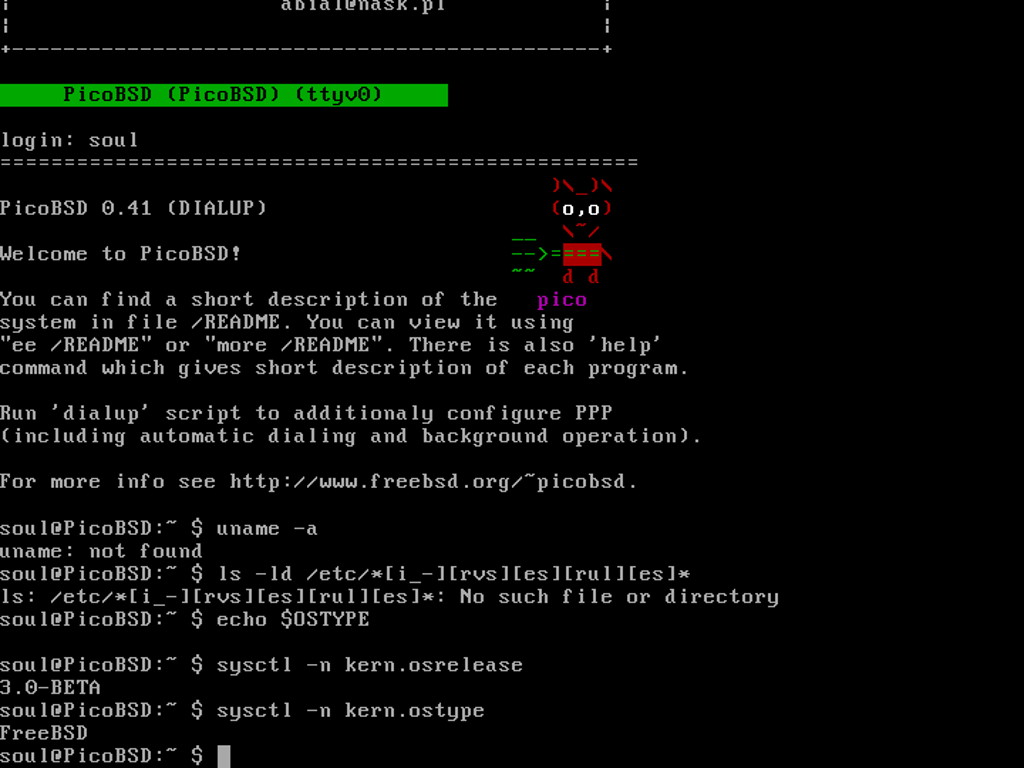 ¦ abial@nask.pl ¦
¦ ¦
+----------------------------------------------+
PicoBSD (PicoBSD) (ttyv0)
login: soul
==================================================
)\_)\
PicoBSD 0.41 (DIALUP) (o,o)
__ \~/
Welcome to PicoBSD! -->=====\
~~ d d
You can find a short description of the pico
system in file /README. You can view it using
"ee /README" or "more /README". There is also 'help'
command which gives short description of each program.
Run 'dialup' script to additionaly configure PPP
(including automatic dialing and background operation).
For more info see http://www.freebsd.org/~picobsd.
soul@PicoBSD:~ $ uname -a
uname: not found
soul@PicoBSD:~ $ ls -ld /etc/*[i_-][rvs][es][rul][es]*
ls: /etc/*[i_-][rvs][es][rul][es]*: No such file or directory
soul@PicoBSD:~ $ echo $OSTYPE
soul@PicoBSD:~ $ sysctl -n kern.osrelease
3.0-BETA
soul@PicoBSD:~ $ sysctl -n kern.ostype
FreeBSD
soul@PicoBSD:~ $